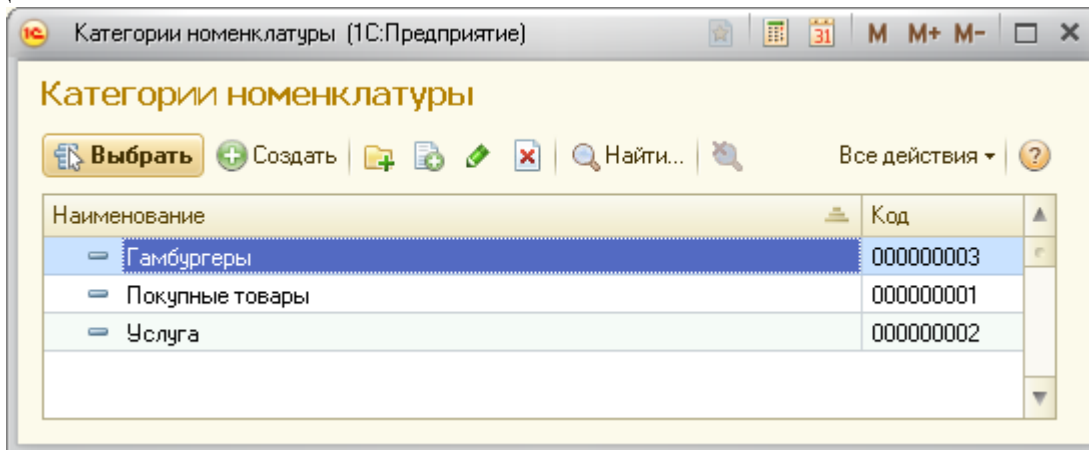 1С Категории номенклатуры (1С:Предприятие) 31 M M+ M-
Категории номенклатуры
Выбрать Создать Найти... Все действия ?
Наименование Код
Гамбургеры 000000003
Покупные товары 000000001
Услуга 000000002